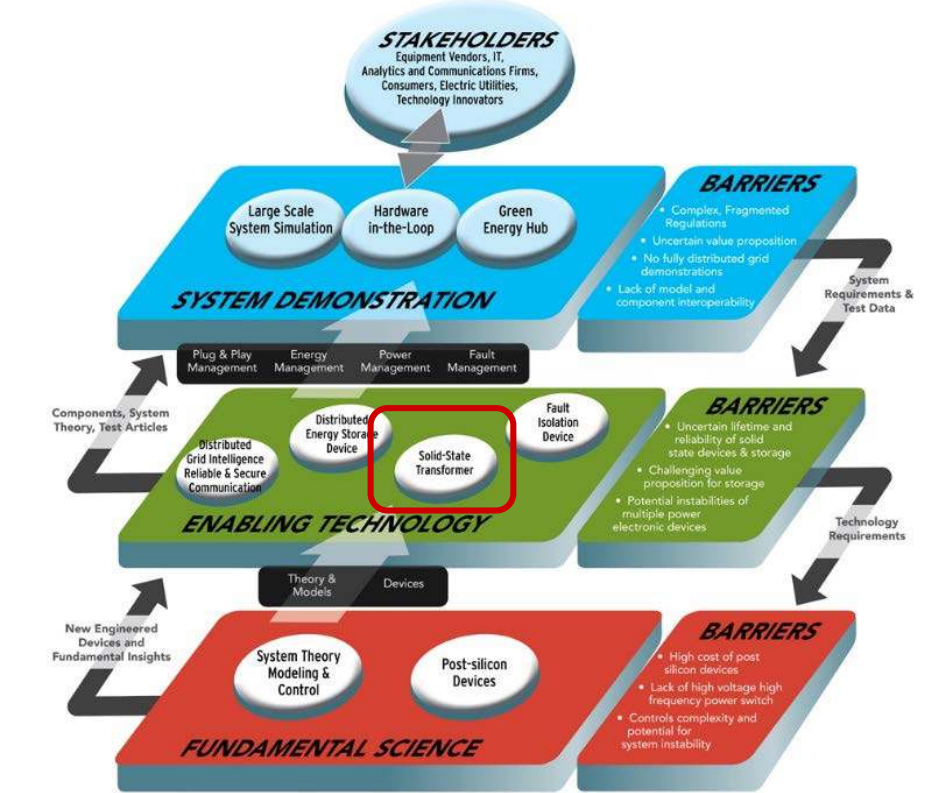 STAKEHOLDERS
Equipment Vendors, IT,
Analytics and Communications Firms,
Consumers, Electric Utilities,
Technology Innovators
Large Scale
System Simulation
Hardware
in-the-Loop
Green
Energy Hub
SYSTEM DEMONSTRATION
BARRIERS
• Complex, Fragmented
Regulations
• Uncertain value proposition
• No fully distributed grid
demonstrations
• Lack of model and
component interoperability
System
Requirements &
Test Data
Plug & Play
Management
Energy
Management
Power
Management
Fault
Management
Components, System
Theory, Test Articles
Distributed
Grid Intelligence
Reliable & Secure
Communication
Distributed
Energy Storage
Device
Solid-State
Transformer
Fault
Isolation
Device
ENABLING TECHNOLOGY
BARRIERS
• Uncertain lifetime and
reliability of solid
state devices & storage
• Challenging value
proposition for storage
• Potential instabilities of
multiple power
electronic devices
Technology
Requirements
Theory &
Models
Devices
New Engineered
Devices and
Fundamental Insights
System Theory
Modeling &
Control
Post-silicon
Devices
FUNDAMENTAL SCIENCE
BARRIERS
• High cost of post
silicon devices
• Lack of high voltage high
frequency power switch
• Controls complexity and
potential for
system instability